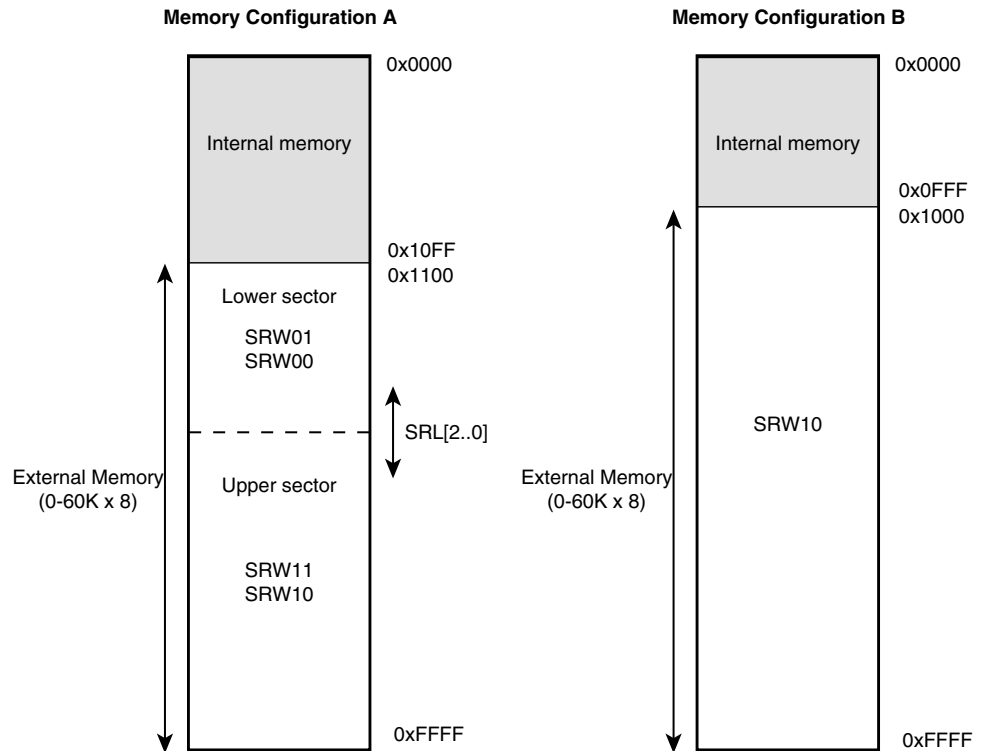 Memory Configuration A
0x0000
Internal memory
0x10FF
0x1100
Lower sector
SRW01
SRW00
SRL[2..0]
External Memory
(0-60K x 8)
Upper sector
SRW11
SRW10
0xFFFF
Memory Configuration B
0x0000
Internal memory
0x0FFF
0x1000
SRW10
External Memory
(0-60K x 8)
0xFFFF